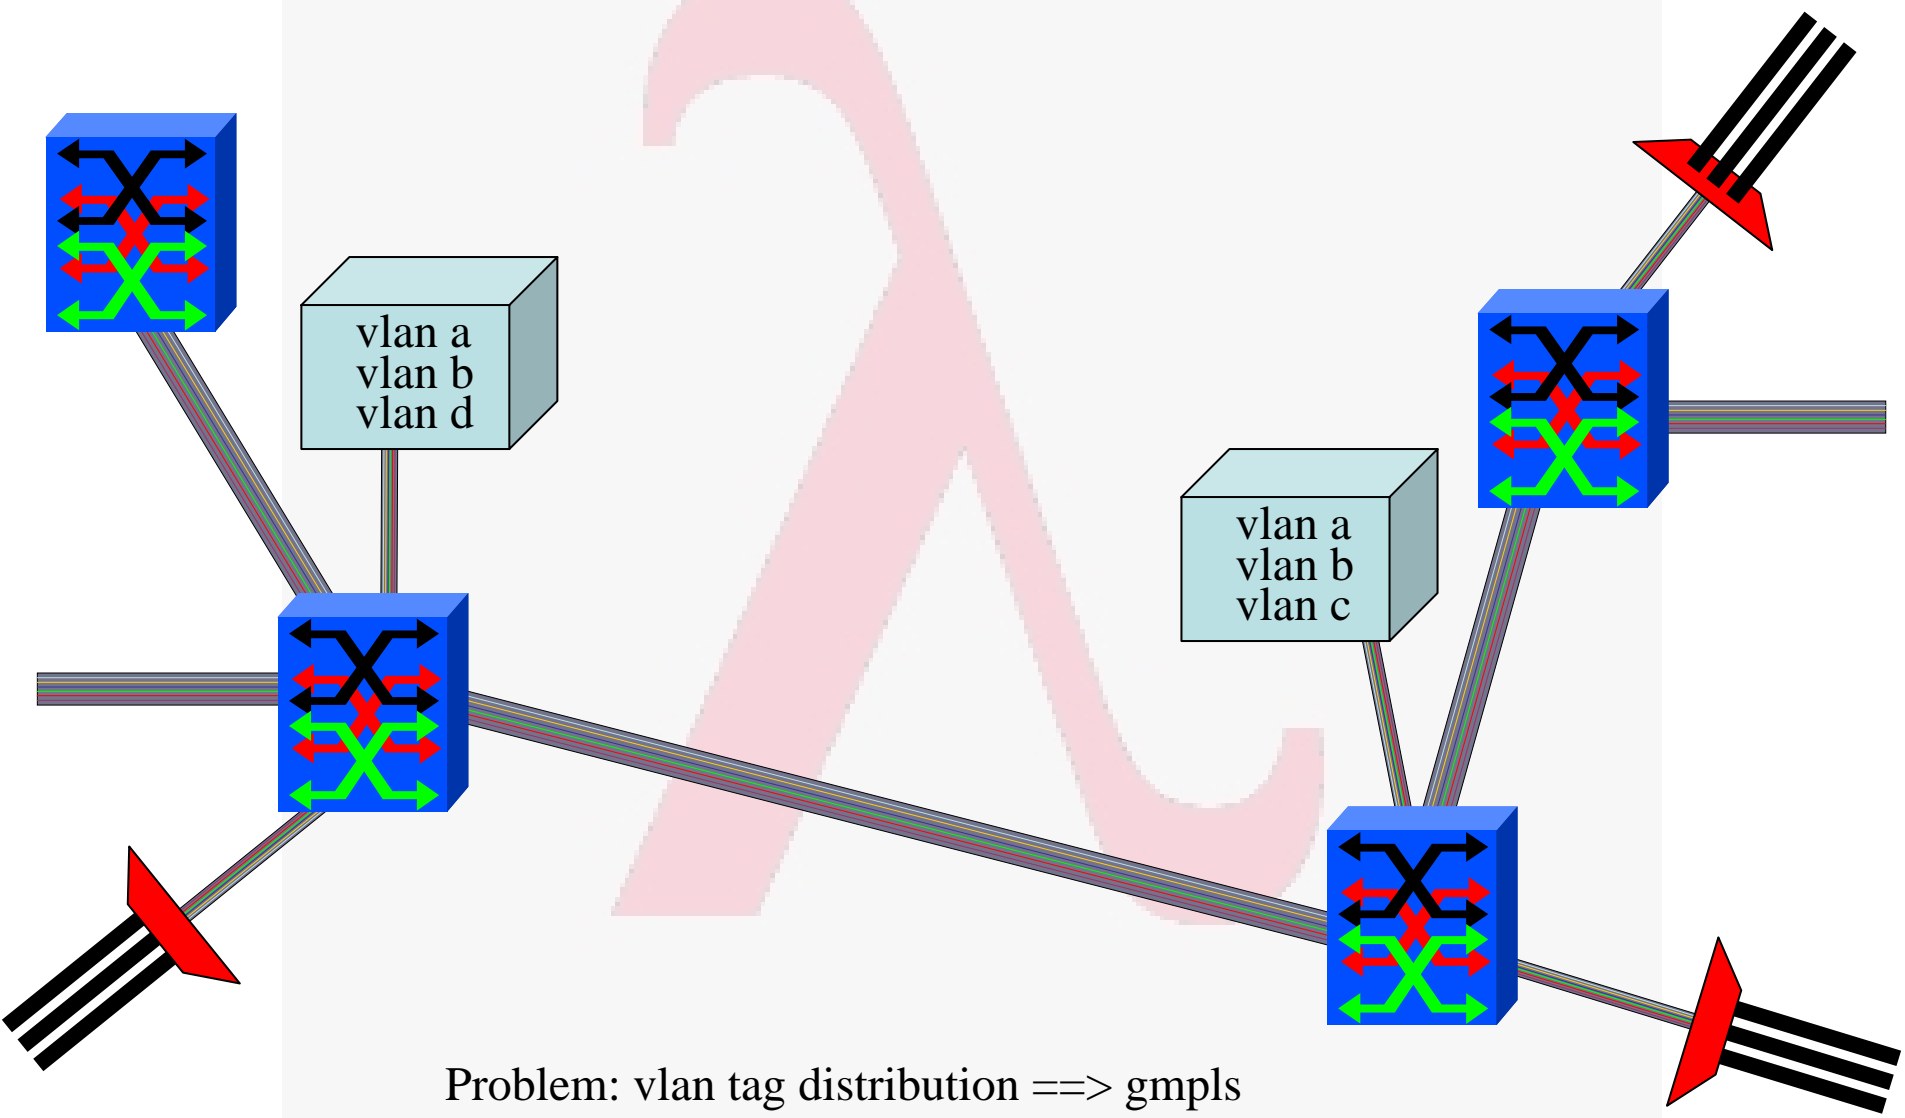 vlan a
vlan b
vlan d
vlan a
vlan b
vlan c
Problem: vlan tag distribution ==> gmpls